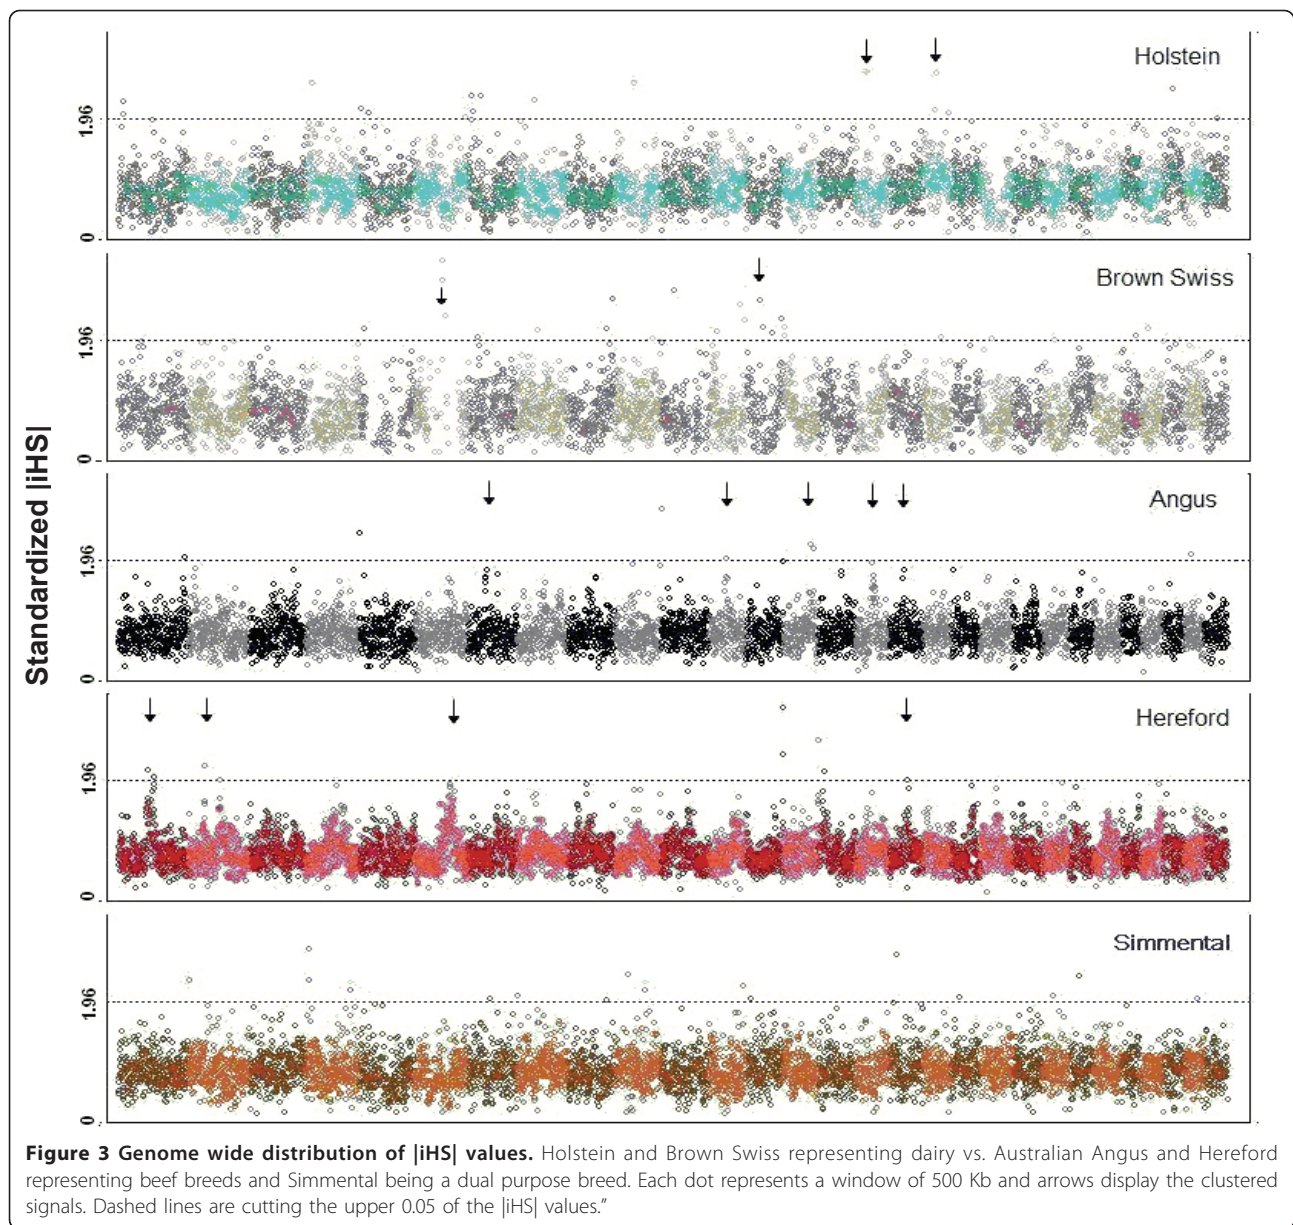 Holstein
1.96
0
Brown Swiss
1.96
0
Standardized |iHS|
Angus
1.96
0
Hereford
1.96
0
Simmental
1.96
0
Figure 3 Genome wide distribution of |iHS| values. Holstein and Brown Swiss representing dairy vs. Australian Angus and Hereford
representing beef breeds and Simmental being a dual purpose breed. Each dot represents a window of 500 Kb and arrows display the clustered
signals. Dashed lines are cutting the upper 0.05 of the |iHS| values.”